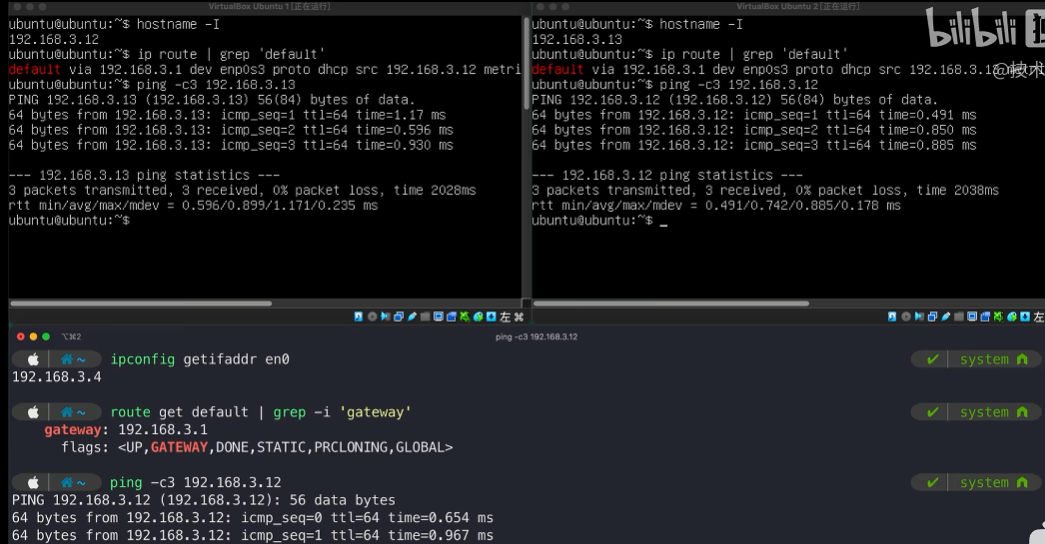 VirtualBox Ubuntu 1 [正在运行]
ubuntu@ubuntu:~$ hostname -I
192.168.3.12
ubuntu@ubuntu:~$ ip route | grep 'default'
default via 192.168.3.1 dev enp0s3 proto dhcp src 192.168.3.12 metri
ubuntu@ubuntu:~$ ping -c3 192.168.3.13
PING 192.168.3.13 (192.168.3.13) 56(84) bytes of data.
64 bytes from 192.168.3.13: icmp_seq=1 ttl=64 time=1.17 ms
64 bytes from 192.168.3.13: icmp_seq=2 ttl=64 time=0.596 ms
64 bytes from 192.168.3.13: icmp_seq=3 ttl=64 time=0.930 ms
--- 192.168.3.13 ping statistics ---
3 packets transmitted, 3 received, 0% packet loss, time 2028ms
rtt min/avg/max/mdev = 0.596/0.899/1.171/0.235 ms
ubuntu@ubuntu:~$
左 ⌘
VirtualBox Ubuntu 2 [正在运行]
bilibili
ubuntu@ubuntu:~$ hostname -I
192.168.3.13
ubuntu@ubuntu:~$ ip route | grep 'default'
default via 192.168.3.1 dev enp0s3 proto dhcp src 192.168.3.13
@技术
ubuntu@ubuntu:~$ ping -c3 192.168.3.12
PING 192.168.3.12 (192.168.3.12) 56(84) bytes of data.
64 bytes from 192.168.3.12: icmp_seq=1 ttl=64 time=0.491 ms
64 bytes from 192.168.3.12: icmp_seq=2 ttl=64 time=0.850 ms
64 bytes from 192.168.3.12: icmp_seq=3 ttl=64 time=0.885 ms
--- 192.168.3.12 ping statistics ---
3 packets transmitted, 3 received, 0% packet loss, time 2038ms
rtt min/avg/max/mdev = 0.491/0.742/0.885/0.178 ms
ubuntu@ubuntu:~$ _
左
⌥⌘2
ping -c3 192.168.3.12
~ ipconfig getifaddr en0 ✔ system
192.168.3.4
~ route get default | grep -i 'gateway' ✔ system
gateway: 192.168.3.1
flags: <UP,GATEWAY,DONE,STATIC,PRCLONING,GLOBAL>
~ ping -c3 192.168.3.12 ✔ system
PING 192.168.3.12 (192.168.3.12): 56 data bytes
64 bytes from 192.168.3.12: icmp_seq=0 ttl=64 time=0.654 ms
64 bytes from 192.168.3.12: icmp_seq=1 ttl=64 time=0.967 ms